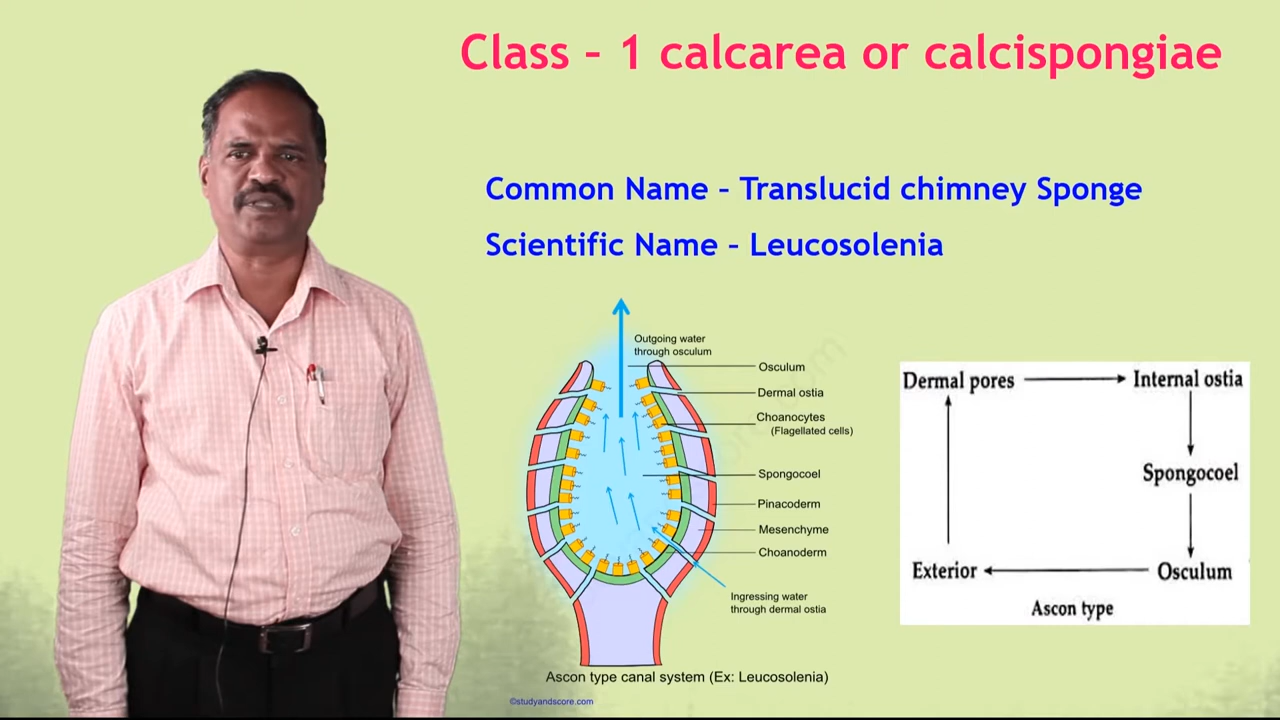 Class - 1 calcarea or calcispongiae
Common Name - Translucid chimney Sponge
Scientific Name - Leucosolenia
Outgoing water
through osculum
Osculum
Dermal ostia
Choanocytes
(Flagellated cells)
Spongocoel
Pinacoderm
Mesenchyme
Choanoderm
Ingressing water
through dermal ostia
Ascon type canal system (Ex: Leucosolenia)
©studyandscore.com
Dermal pores
Internal ostia
Spongocoel
Exterior
Osculum
Ascon type